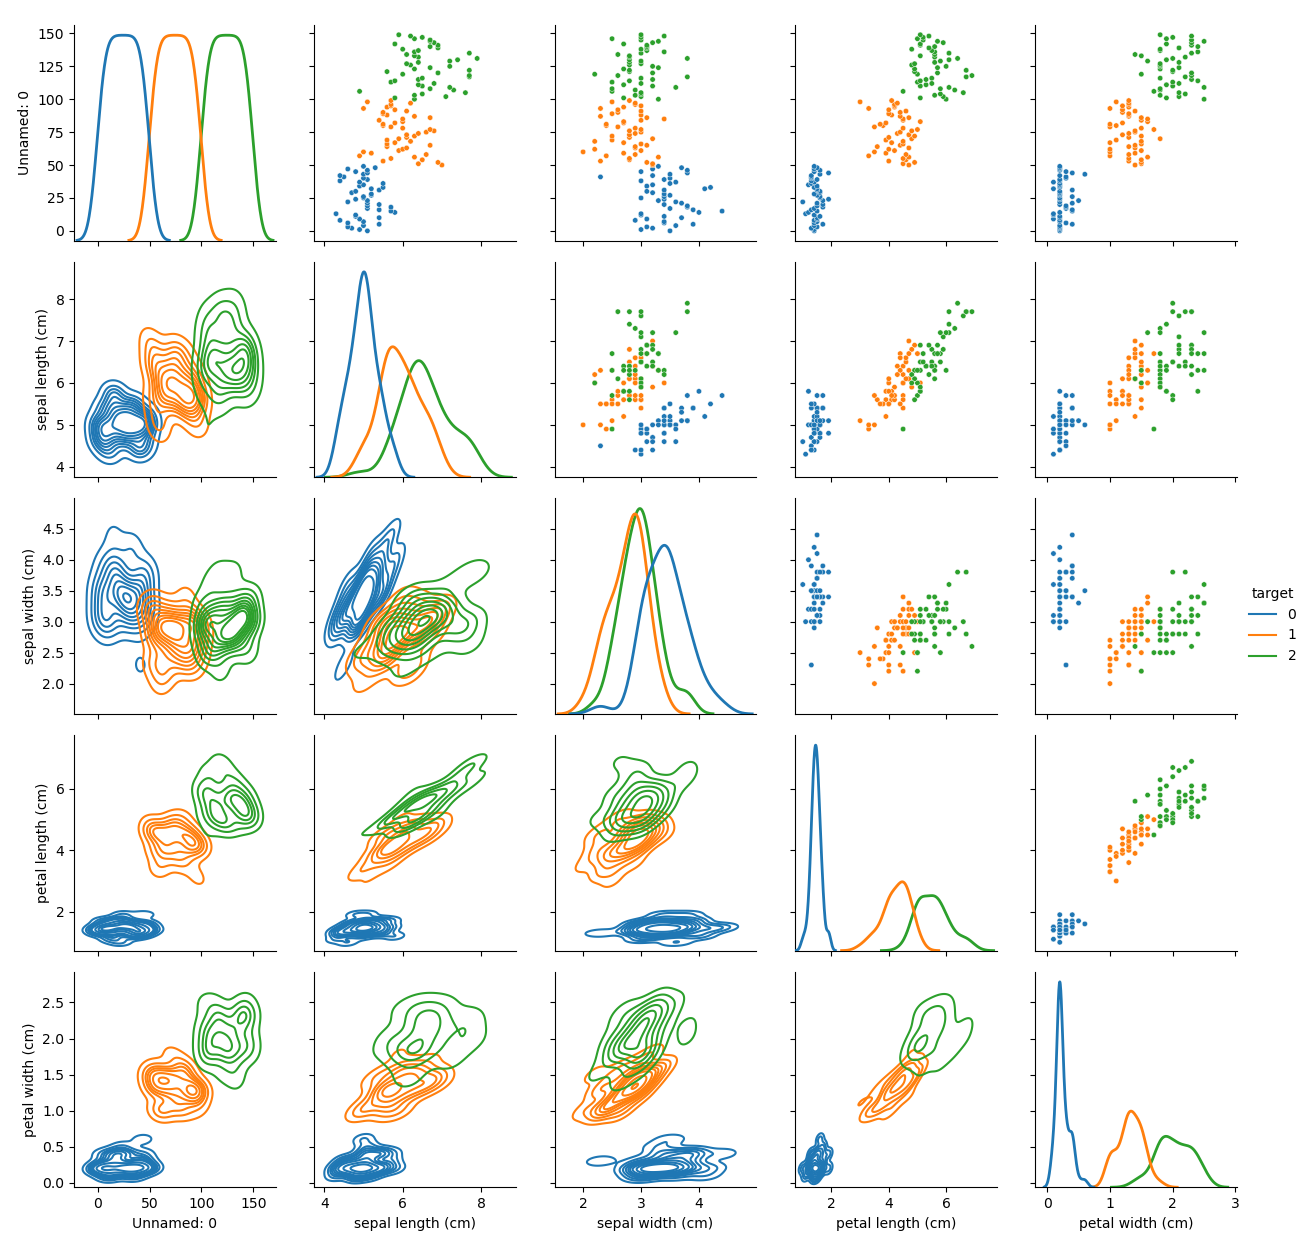 150
125
100
75
50
25
0
Unnamed: 0
8
7
6
5
4
sepal length (cm)
4.5
4.0
3.5
3.0
2.5
2.0
sepal width (cm)
target
0
1
2
6
4
2
petal length (cm)
2.5
2.0
1.5
1.0
0.5
0.0
petal width (cm)
0 50 100 150
4 6 8
2 3 4
2 4 6
0 1 2 3
Unnamed: 0
sepal length (cm)
sepal width (cm)
petal length (cm)
petal width (cm)